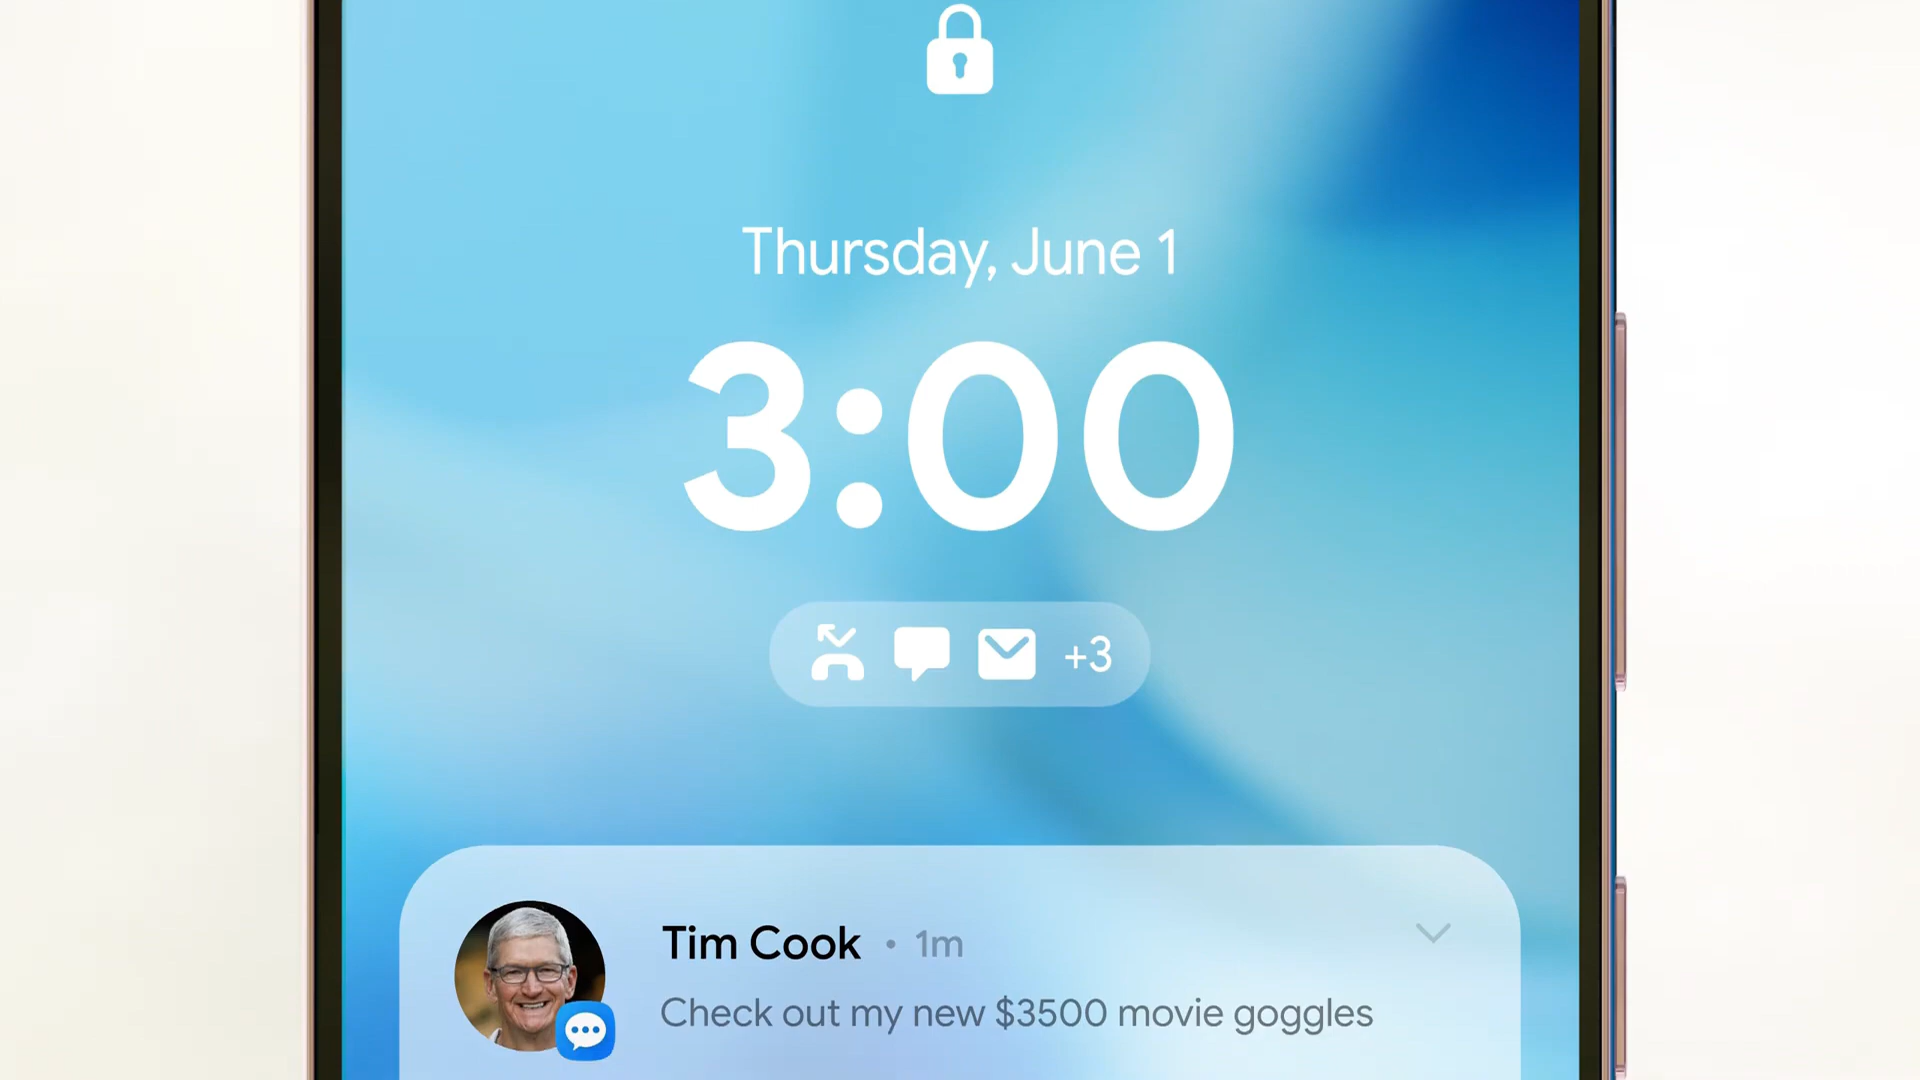 Thursday, June 1
3:00
+3
Tim Cook • 1m
Check out my new $3500 movie goggles